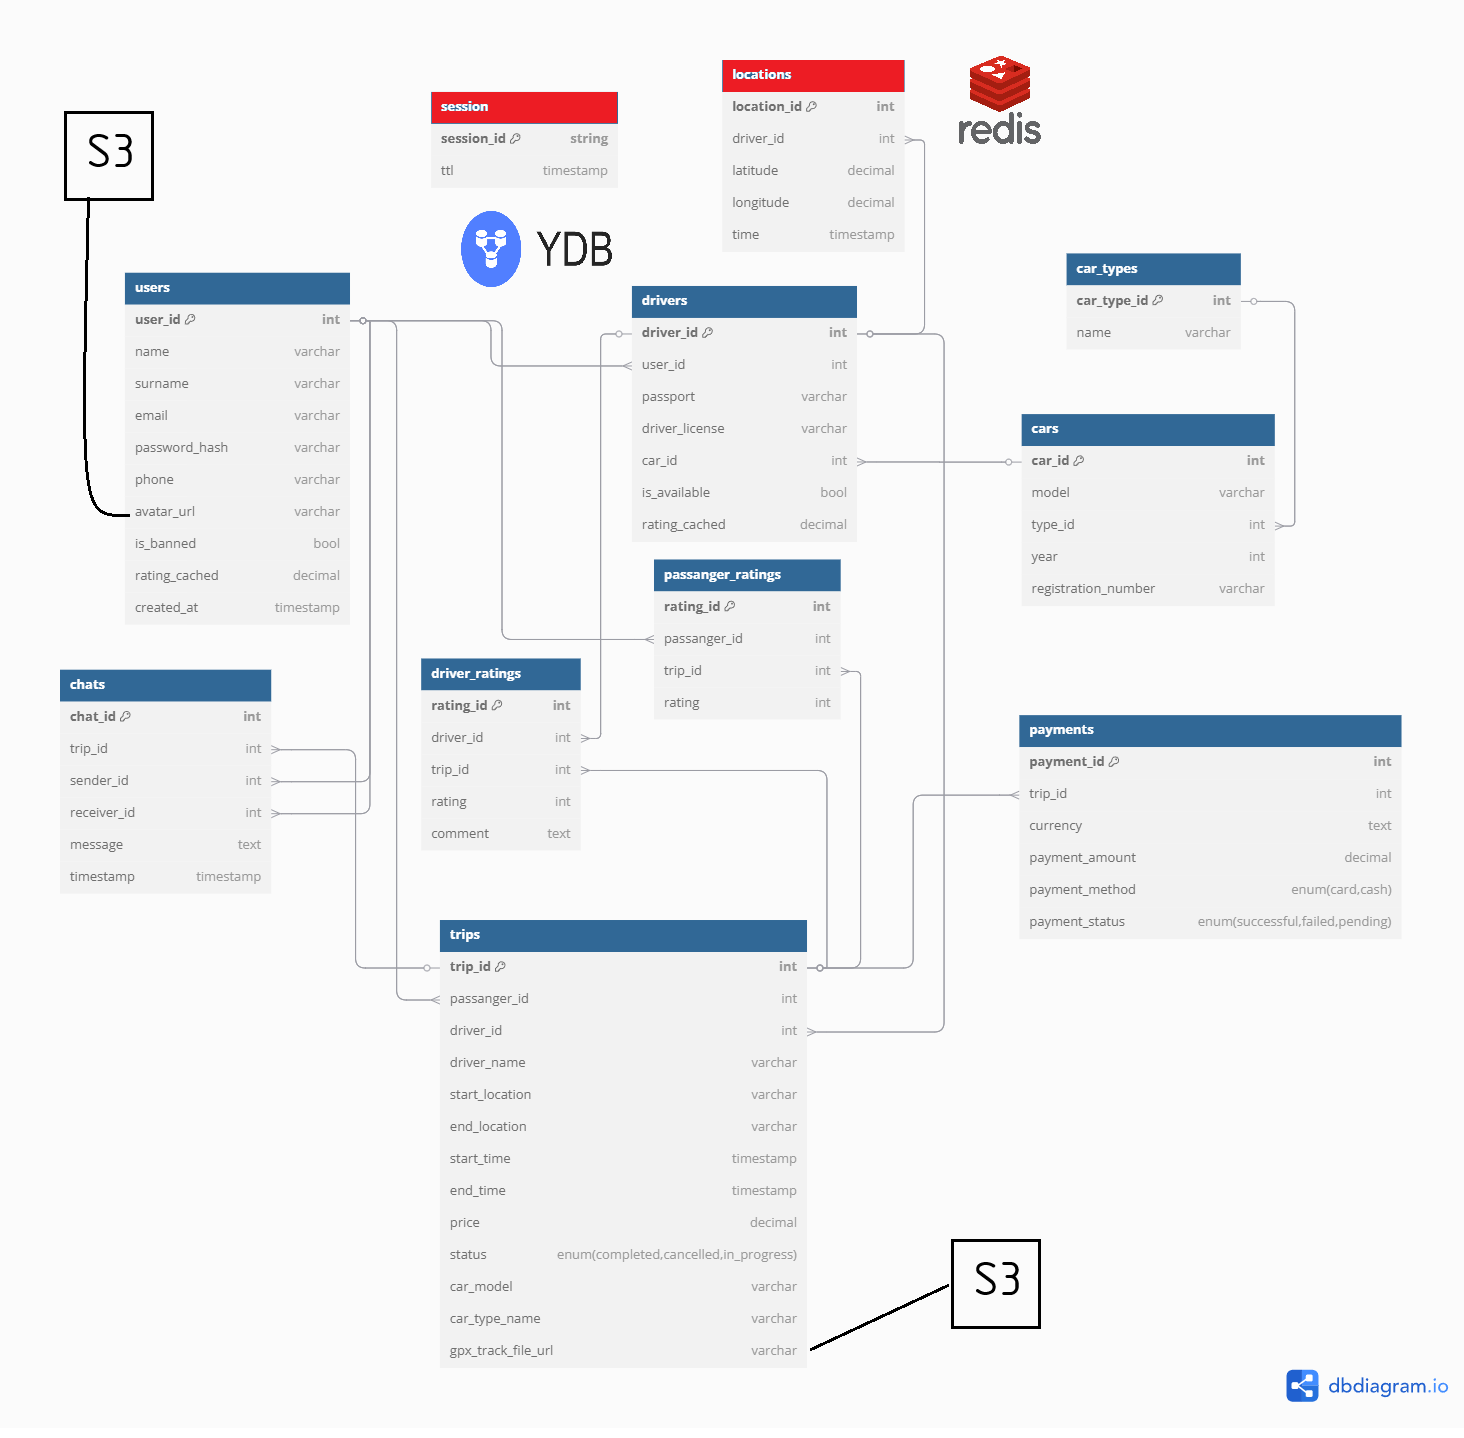 S3
session
session_id string
ttl timestamp
YDB
locations
location_id int
driver_id int
latitude decimal
longitude decimal
time timestamp
redis
users
user_id int
name varchar
surname varchar
email varchar
password_hash varchar
phone varchar
avatar_url varchar
is_banned bool
rating_cached decimal
created_at timestamp
drivers
driver_id int
user_id int
passport varchar
driver_license varchar
car_id int
is_available bool
rating_cached decimal
car_types
car_type_id int
name varchar
cars
car_id int
model varchar
type_id int
year int
registration_number varchar
passanger_ratings
rating_id int
passanger_id int
trip_id int
rating int
driver_ratings
rating_id int
driver_id int
trip_id int
rating int
comment text
chats
chat_id int
trip_id int
sender_id int
receiver_id int
message text
timestamp timestamp
payments
payment_id int
trip_id int
currency text
payment_amount decimal
payment_method enum(card,cash)
payment_status enum(successful,failed,pending)
trips
trip_id int
passanger_id int
driver_id int
driver_name varchar
start_location varchar
end_location varchar
start_time timestamp
end_time timestamp
price decimal
status enum(completed,cancelled,in_progress)
car_model varchar
car_type_name varchar
gpx_track_file_url varchar
S3
dbdiagram.io